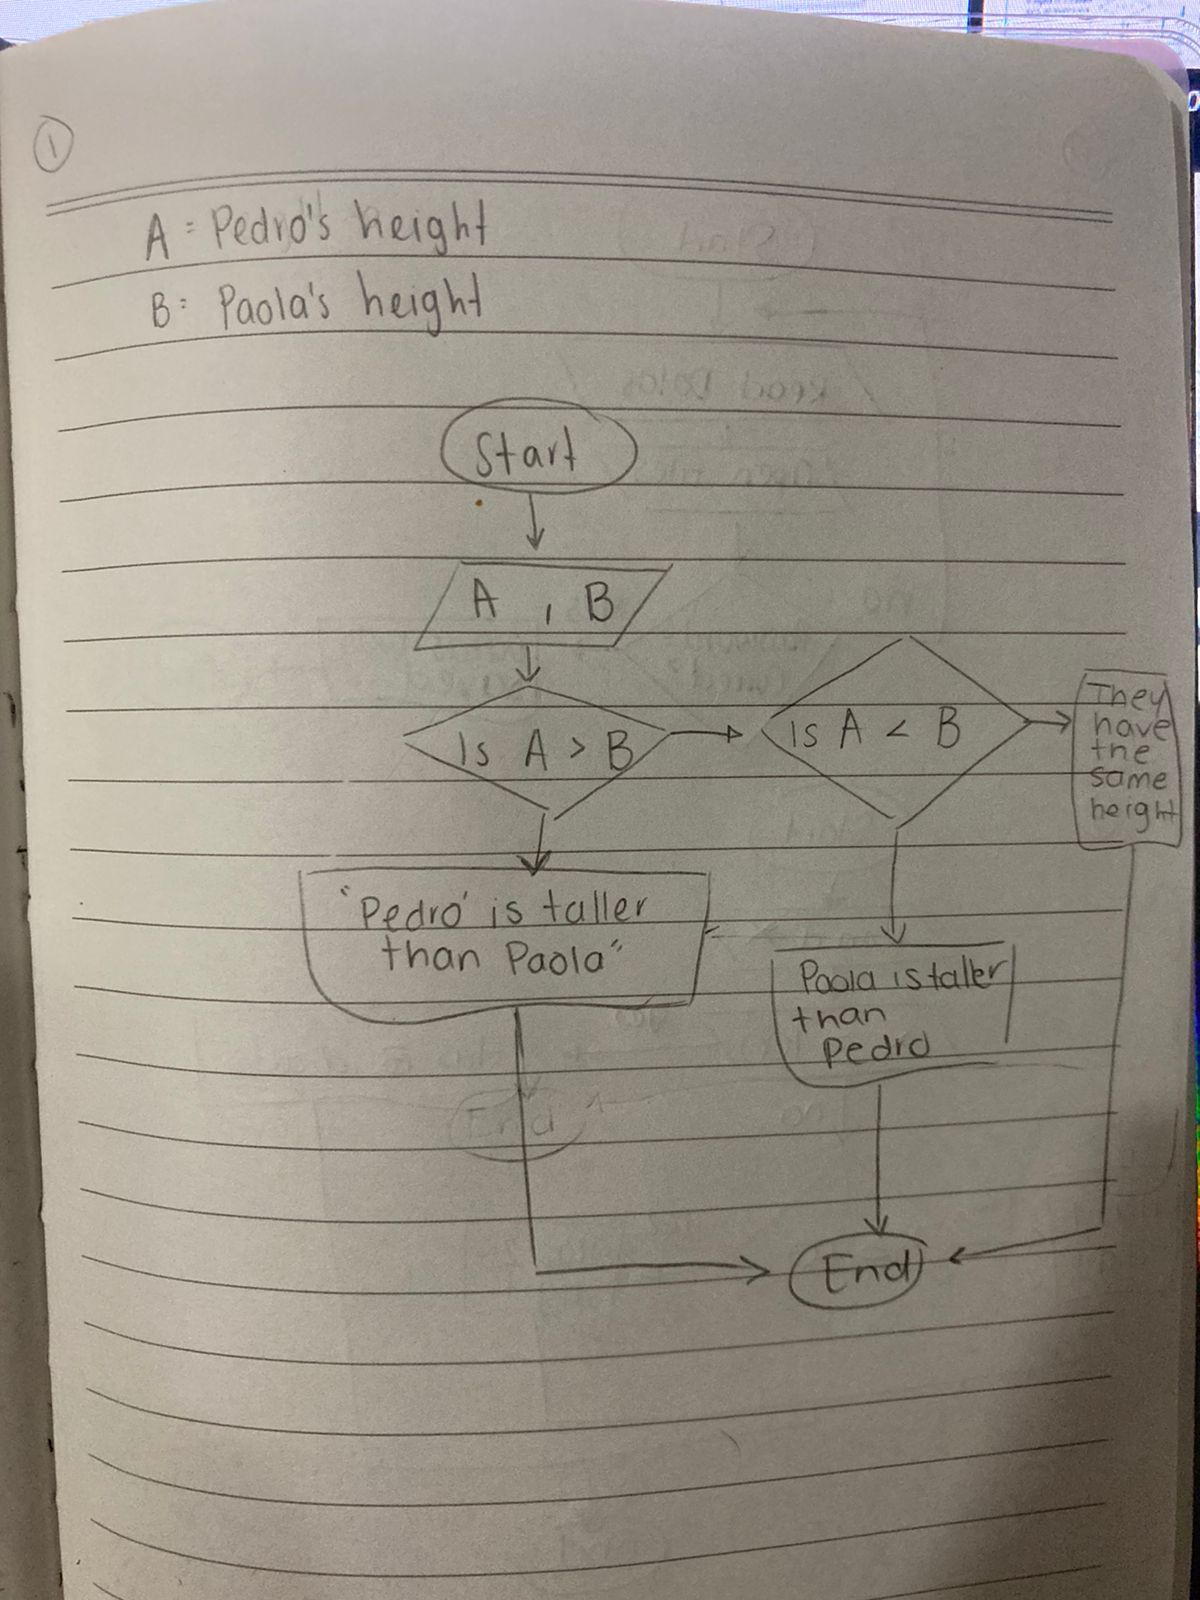 1
A = Pedro's height
B = Paola's height
Start
A , B
Is A > B
Is A < B
They
have
the
same
height
"Pedro' is taller
than Paola"
Paola is taller
than
Pedro
End
End